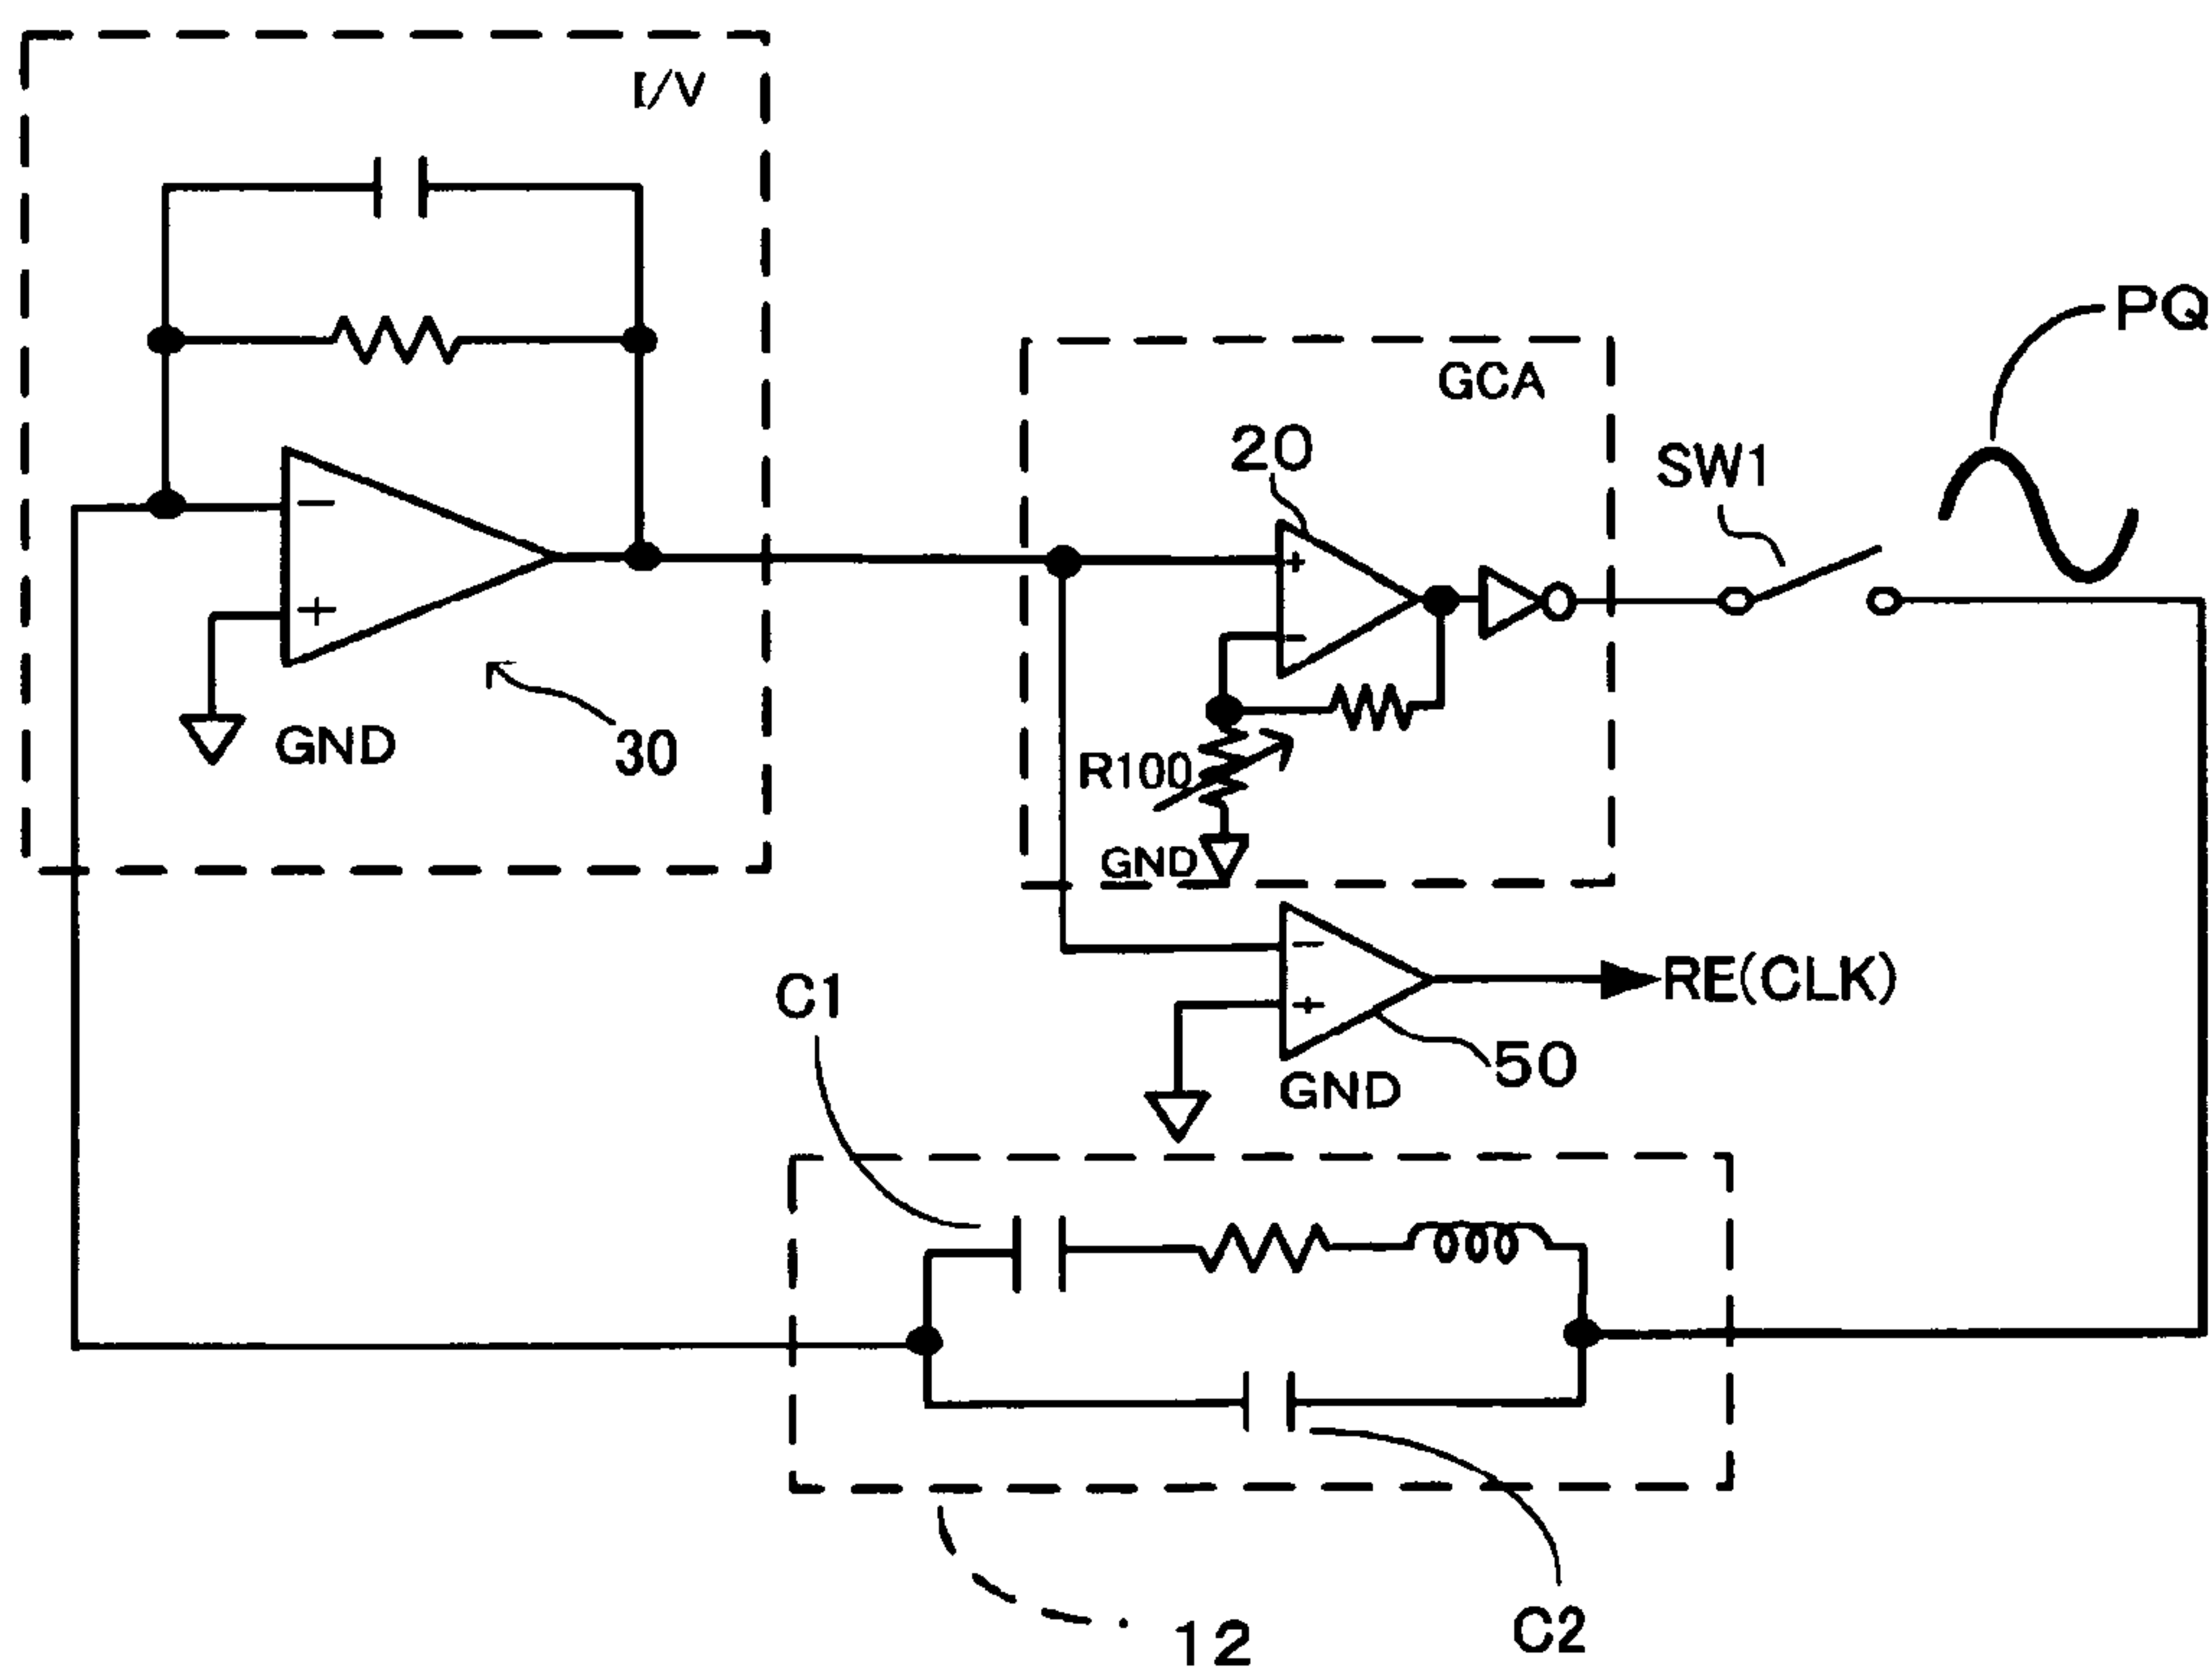 I/V
PQ
GCA
20
SW1
GND
30
R100
GND
C1
RE(CLK)
50
GND
12
C2